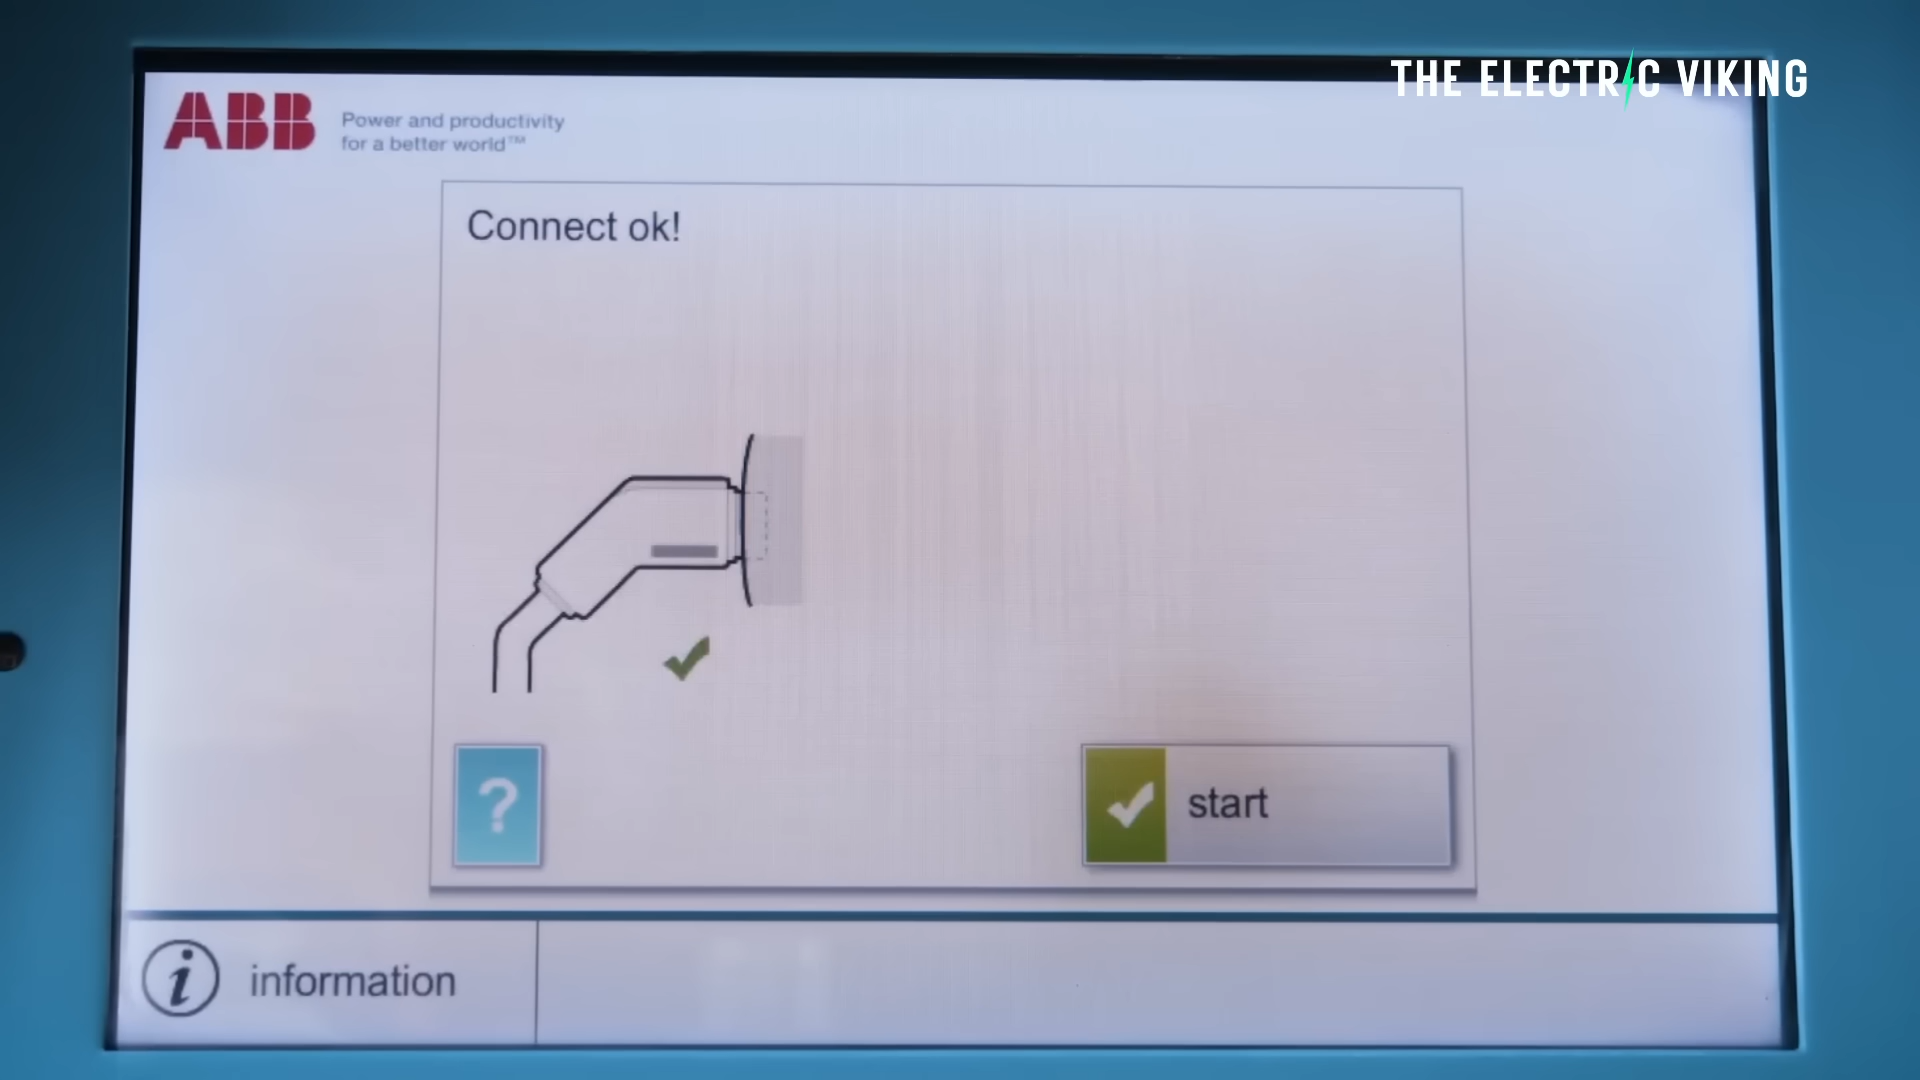 THE ELECTRIC VIKING
ABB
Power and productivity
for a better world™
Connect ok!
?
start
i
information